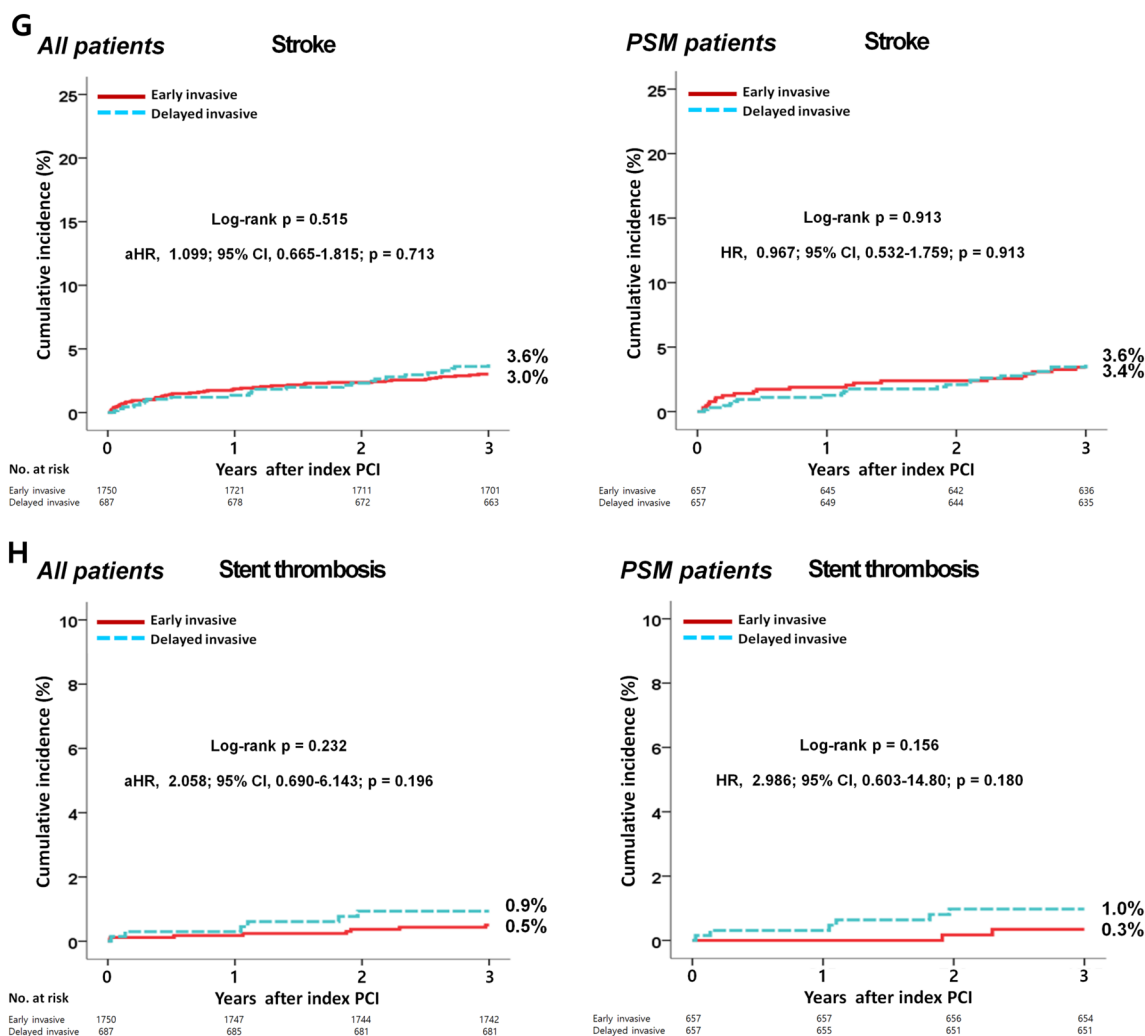 G
All patients Stroke
Early invasive
Delayed invasive
25
20
15
10
5
0
Cumulative incidence (%)
Log-rank p = 0.515
aHR, 1.099; 95% CI, 0.665-1.815; p = 0.713
3.6%
3.0%
0 1 2 3
Years after index PCI
No. at risk
Early invasive 1750 1721 1711 1701
Delayed invasive 687 678 672 663
PSM patients Stroke
Early invasive
Delayed invasive
25
20
15
10
5
0
Cumulative incidence (%)
Log-rank p = 0.913
HR, 0.967; 95% CI, 0.532-1.759; p = 0.913
3.6%
3.4%
0 1 2 3
Years after index PCI
Early invasive 657 645 642 636
Delayed invasive 657 649 644 635
H
All patients Stent thrombosis
Early invasive
Delayed invasive
10
8
6
4
2
0
Cumulative incidence (%)
Log-rank p = 0.232
aHR, 2.058; 95% CI, 0.690-6.143; p = 0.196
0.9%
0.5%
0 1 2 3
Years after index PCI
No. at risk
Early invasive 1750 1747 1744 1742
Delayed invasive 687 685 681 681
PSM patients Stent thrombosis
Early invasive
Delayed invasive
10
8
6
4
2
0
Cumulative incidence (%)
Log-rank p = 0.156
HR, 2.986; 95% CI, 0.603-14.80; p = 0.180
1.0%
0.3%
0 1 2 3
Years after index PCI
Early invasive 657 657 656 654
Delayed invasive 657 655 651 651